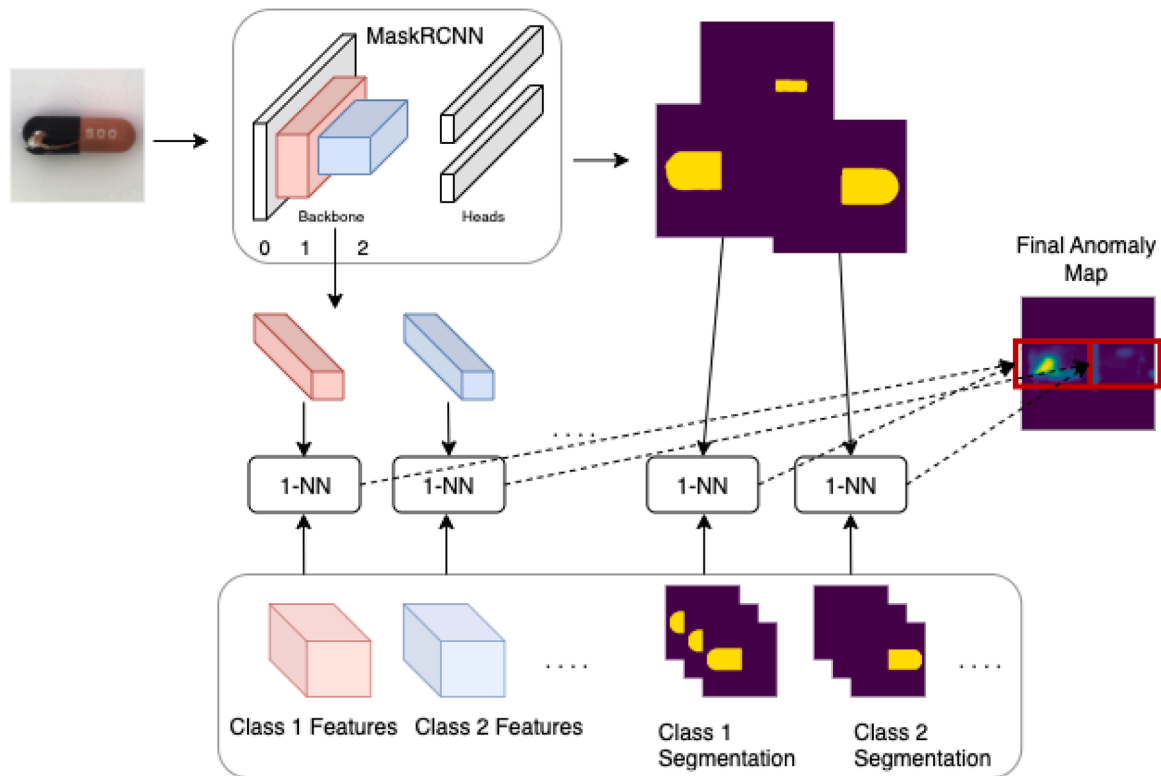 MaskRCNN
500
Backbone
Heads
0 1 2
Final Anomaly
Map
. . . .
1-NN
1-NN
1-NN
1-NN
. . . .
. . . .
Class 1 Features
Class 2 Features
Class 1
Segmentation
Class 2
Segmentation